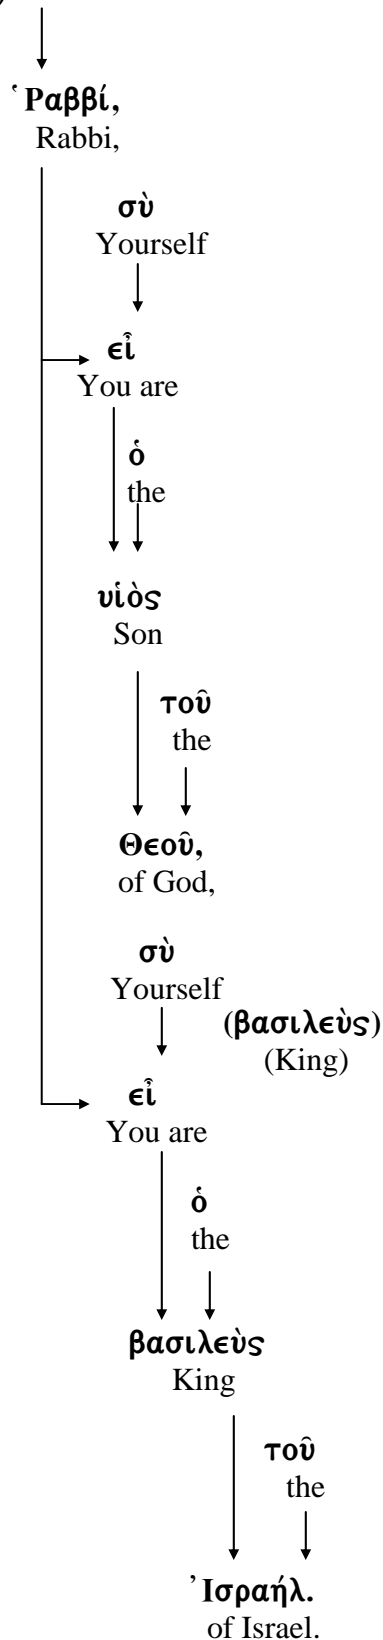 Ῥαββί,
Rabbi,
σὺ
Yourself
εἶ
You are
ὁ
the
υἱὸς
Son
τοῦ
the
Θεοῦ,
of God,
σὺ
Yourself
(βασιλεὺς)
(King)
εἶ
You are
ὁ
the
βασιλεὺς
King
τοῦ
the
Ἰσραήλ.
of Israel.